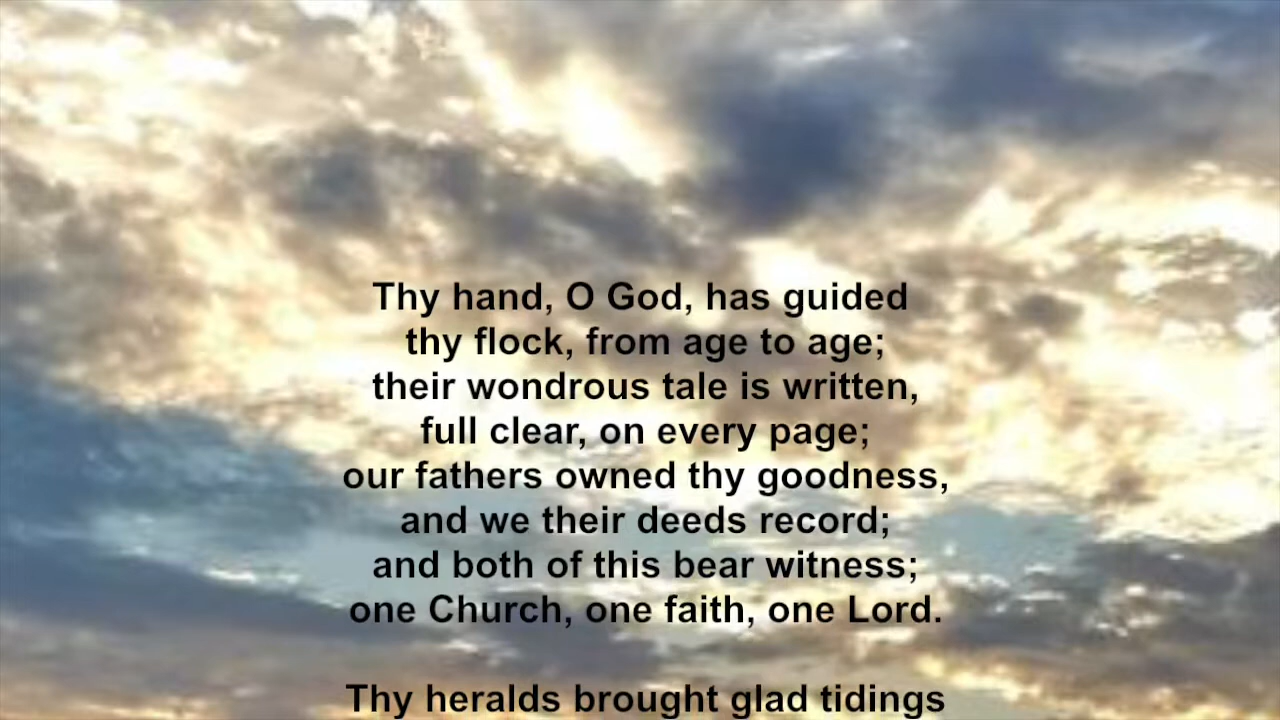 Thy hand, O God, has guided
thy flock, from age to age;
their wondrous tale is written,
full clear, on every page;
our fathers owned thy goodness,
and we their deeds record;
and both of this bear witness;
one Church, one faith, one Lord.
Thy heralds brought glad tidings